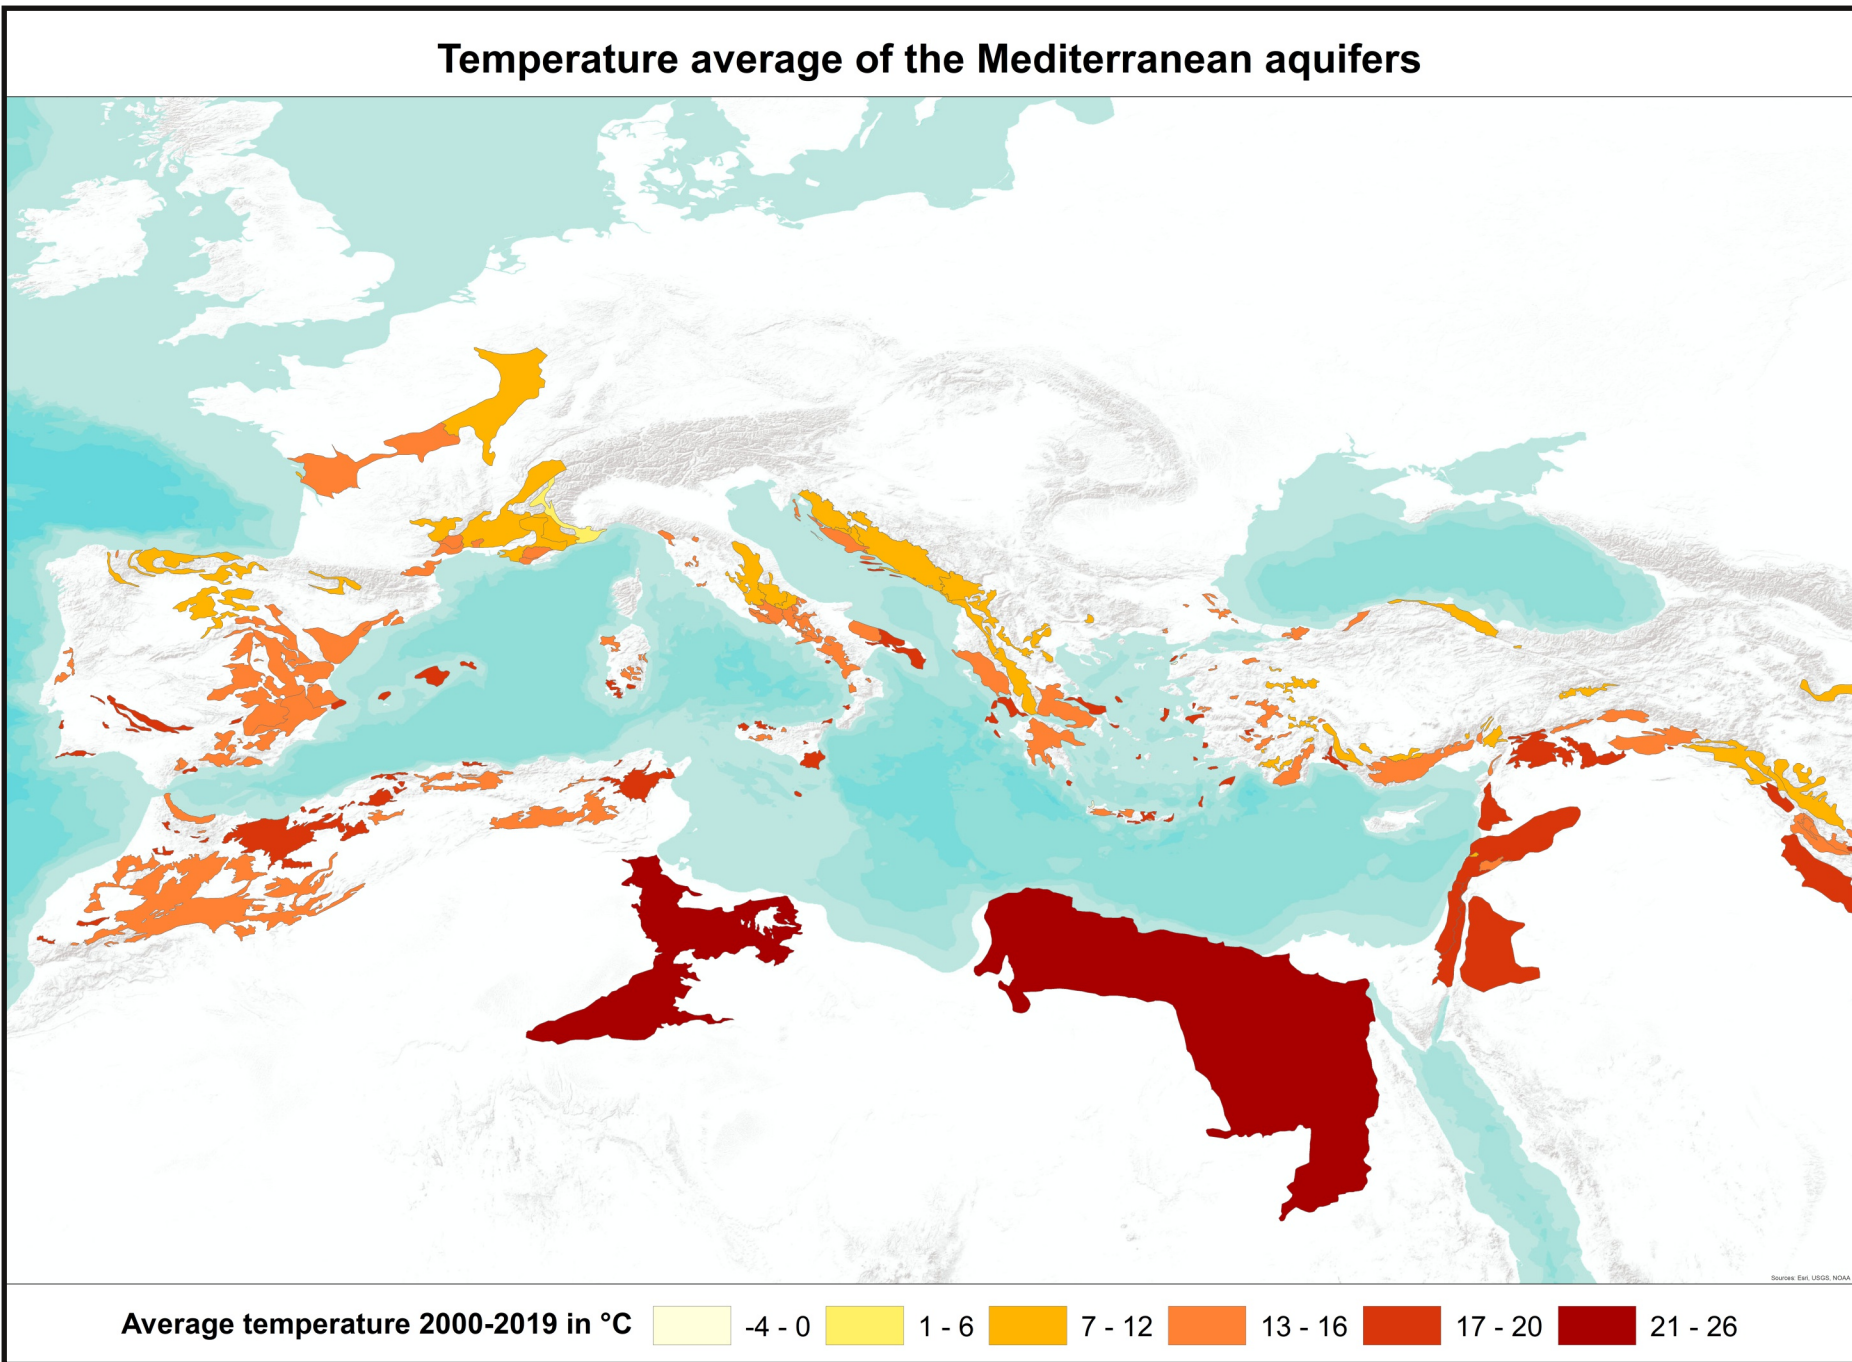 Temperature average of the Mediterranean aquifers
Sources: Esri, USGS, NOAA
Average temperature 2000-2019 in °C -4 - 0 1 - 6 7 - 12 13 - 16 17 - 20 21 - 26